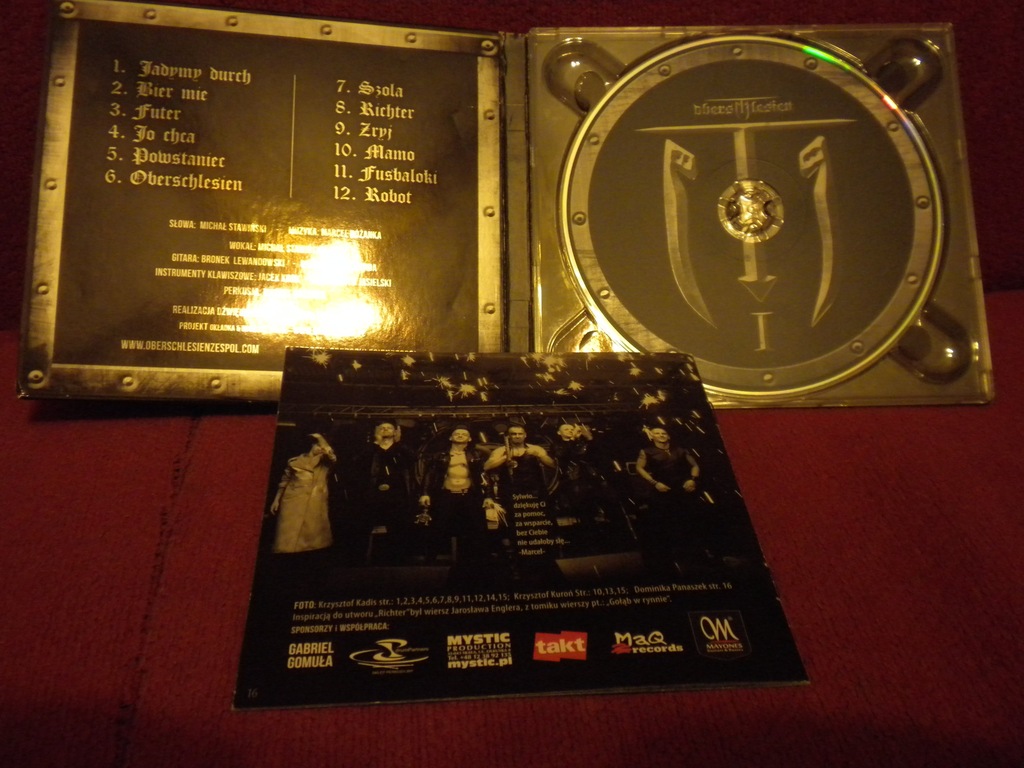 1. Jadymy durch
2. Bier mie
3. Futer
4. Jo chca
5. Powstaniec
6. Oberschlesien
7. Szola
8. Richter
9. Zryj
10. Mamo
11. Fusbaloki
12. Robot
SŁOWA: MICHAŁ STAWIŃSKI MUZYKA: MARCEL RÓŻANKA
WOKAL:
GITARA: BRONEK LEWANDOWSKI
INSTRUMENTY KLAWISZOWE: JACEK
REALIZACJA
PROJEKT OKŁADKA
WWW.OBERSCHLESIENZESPOL.COM
oberschlesien
I
Sylwio...
dziękuję Ci
za pomoc,
za wsparcie,
bez Ciebie
nie udałoby się...
-Marcel-
FOTO: Krzysztof Kadis str.: 1,2,3,4,5,6,7,8,9,11,12,14,15; Krzysztof Kuroń Str.: 10,13,15; Dominika Panaszek str. 16
Inspiracją do utworu „Richter" był wiersz Jarosława Englera, z tomiku wierszy pt.: „Gołąb w rynnie".
SPONSORZY I WSPÓŁPRACA:
GABRIEL
GOMUŁA
MYSTIC
PRODUCTION
mystic.pl
takt
MaQ
records
MAYONES
16